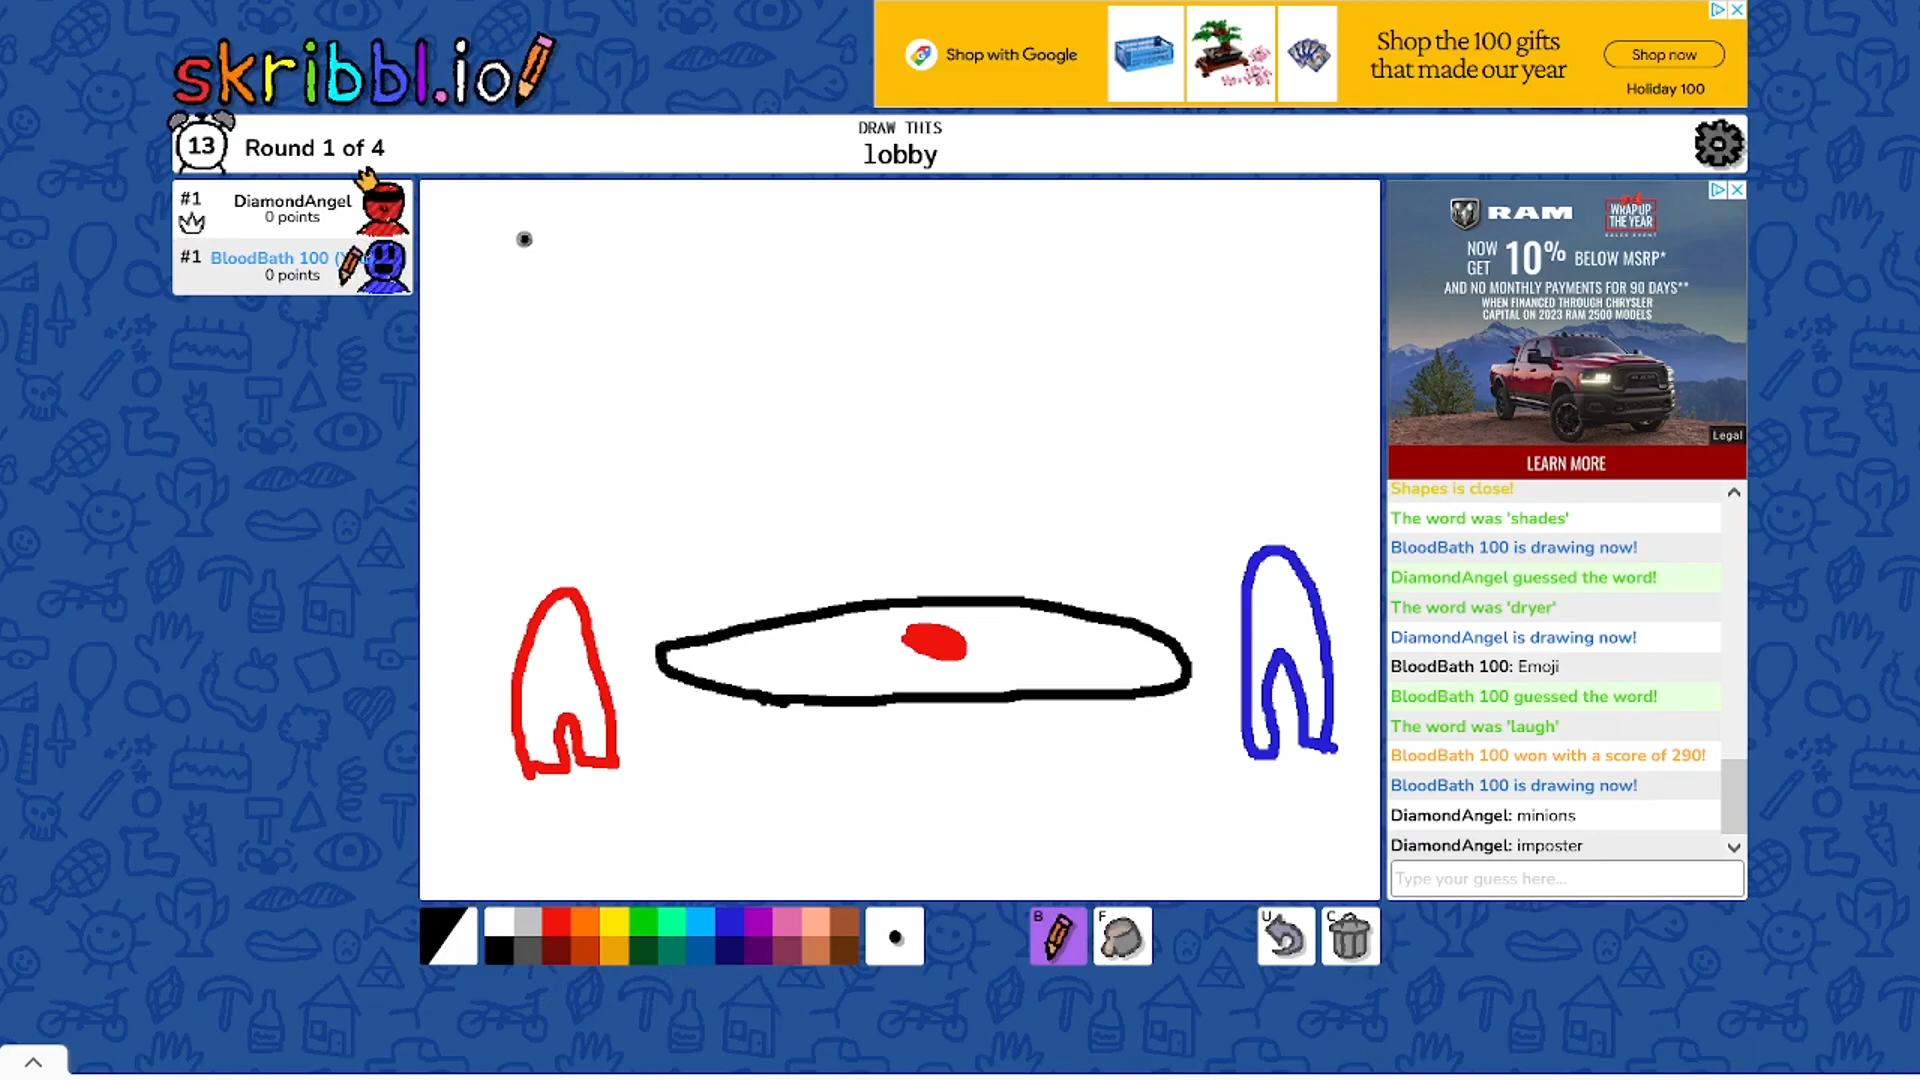 skribbl.io
Shop with Google
Shop the 100 gifts
that made our year
Shop now
Holiday 100
13
Round 1 of 4
DRAW THIS
lobby
#1
DiamondAngel
0 points
#1
BloodBath 100
0 points
RAM
WRAP UP
THE YEAR
SALES EVENT
NOW
GET
10%
BELOW MSRP*
AND NO MONTHLY PAYMENTS FOR 90 DAYS**
WHEN FINANCED THROUGH CHRYSLER
CAPITAL ON 2023 RAM 2500 MODELS
Legal
LEARN MORE
Shapes is close!
The word was 'shades'
BloodBath 100 is drawing now!
DiamondAngel guessed the word!
The word was 'dryer'
DiamondAngel is drawing now!
BloodBath 100: Emoji
BloodBath 100 guessed the word!
The word was 'laugh'
BloodBath 100 won with a score of 290!
BloodBath 100 is drawing now!
DiamondAngel: minions
DiamondAngel: imposter
Type your guess here...
B
F
U
C